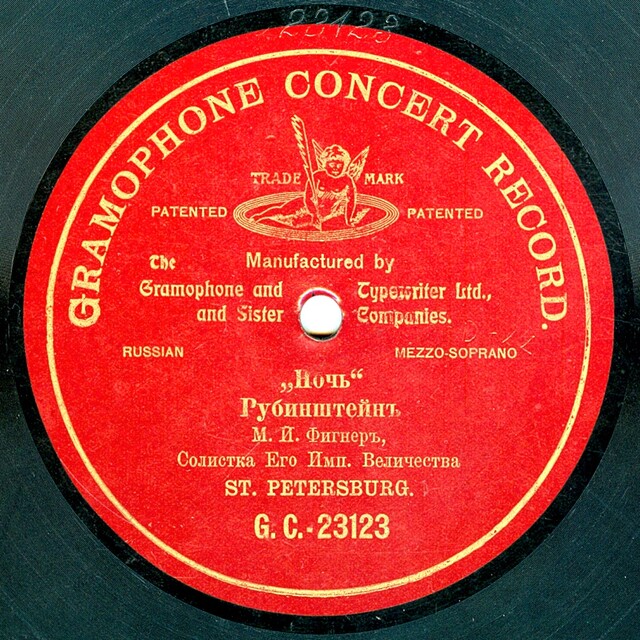 23123
GRAMOPHONE CONCERT RECORD.
TRADE MARK
PATENTED PATENTED
The Manufactured by
Gramophone and Typewriter Ltd.,
and Sister Companies.
RUSSIAN MEZZO-SOPRANO
„Ночь“
Рубинштейнъ
М. И. Фигнеръ,
Солистка Его Имп. Величества
ST. PETERSBURG.
G. C.-23123